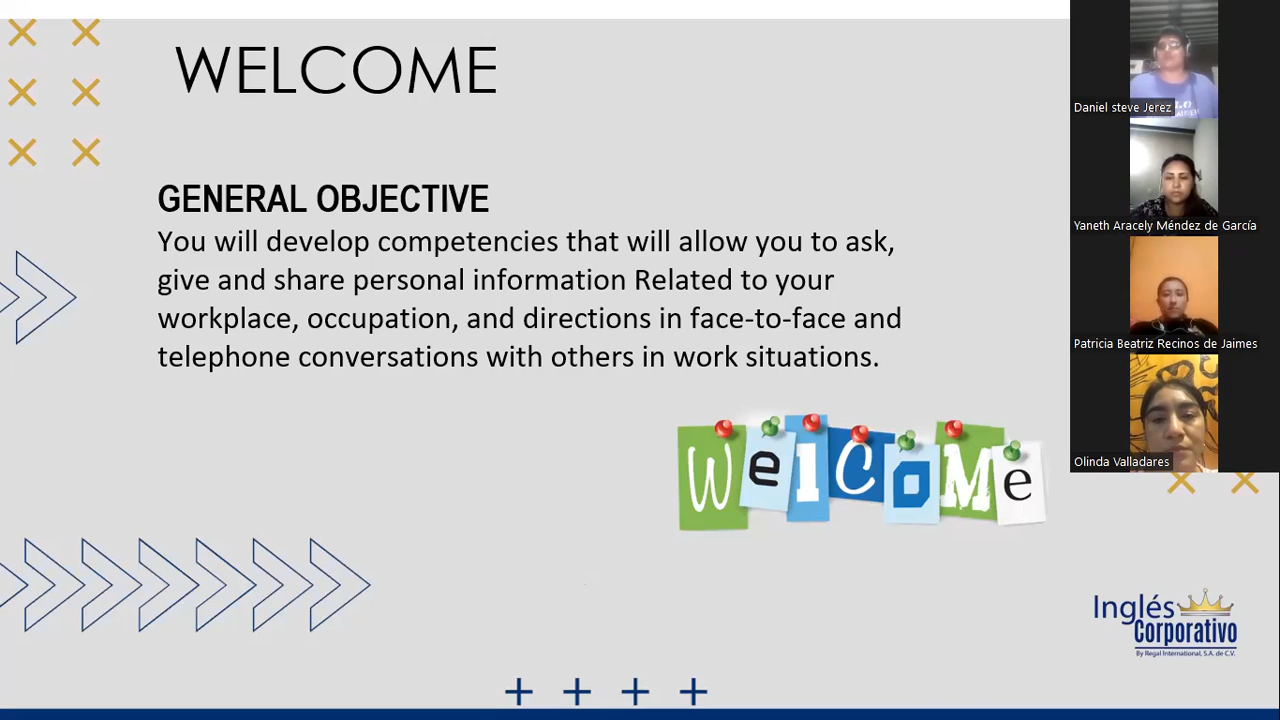 WELCOME
GENERAL OBJECTIVE
You will develop competencies that will allow you to ask,
give and share personal information Related to your
workplace, occupation, and directions in face-to-face and
telephone conversations with others in work situations.
WelCoMe
Daniel steve Jerez
Yaneth Aracely Méndez de García
Patricia Beatriz Recinos de Jaimes
Olinda Valladares
Inglés
Corporativo
By Regal International, S.A. de C.V.